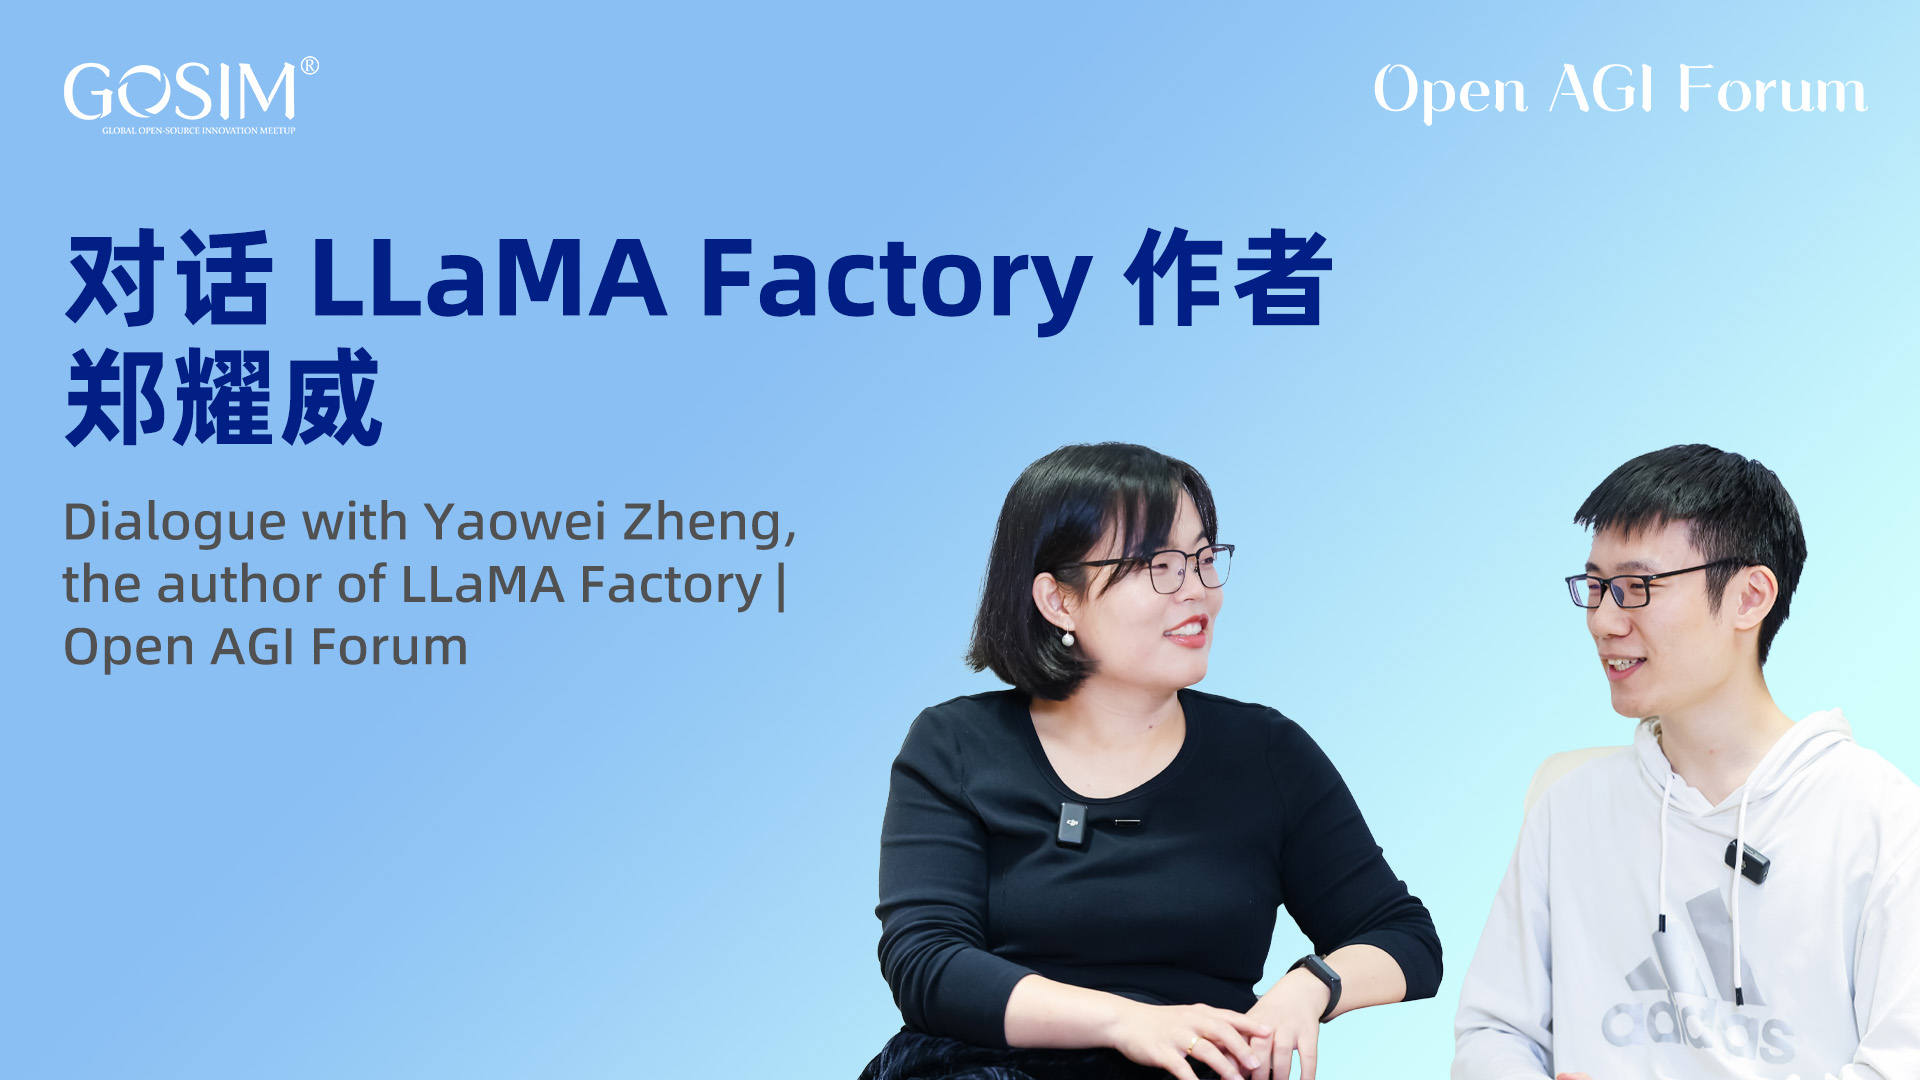 GOSIM®
GLOBAL OPEN-SOURCE INNOVATION MEETUP
Open AGI Forum
对话 LLaMA Factory 作者
郑耀威
Dialogue with Yaowei Zheng,
the author of LLaMA Factory |
Open AGI Forum
adidas